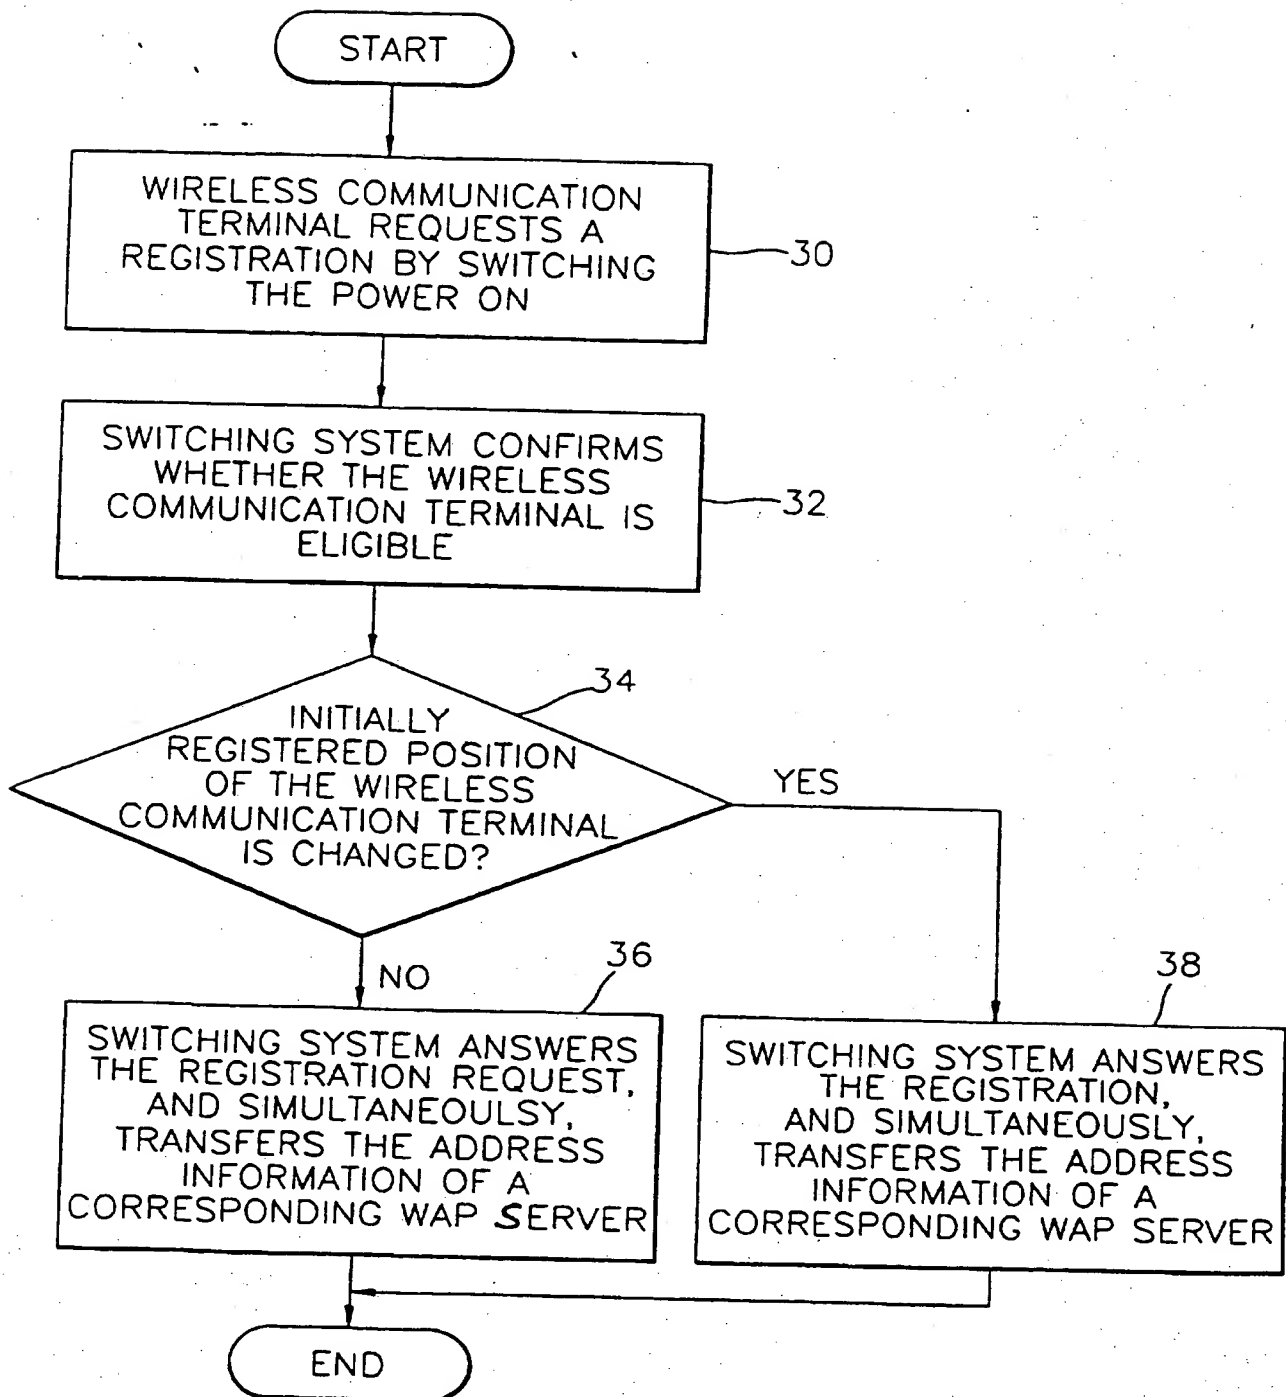 START
WIRELESS COMMUNICATION
TERMINAL REQUESTS A
REGISTRATION BY SWITCHING
THE POWER ON
30
SWITCHING SYSTEM CONFIRMS
WHETHER THE WIRELESS
COMMUNICATION TERMINAL IS
ELIGIBLE
32
34
INITIALLY
REGISTERED POSITION
OF THE WIRELESS
COMMUNICATION TERMINAL
IS CHANGED?
YES
NO
36
SWITCHING SYSTEM ANSWERS
THE REGISTRATION REQUEST,
AND SIMULTANEOULSY,
TRANSFERS THE ADDRESS
INFORMATION OF A
CORRESPONDING WAP SERVER
38
SWITCHING SYSTEM ANSWERS
THE REGISTRATION,
AND SIMULTANEOUSLY,
TRANSFERS THE ADDRESS
INFORMATION OF A
CORRESPONDING WAP SERVER
END